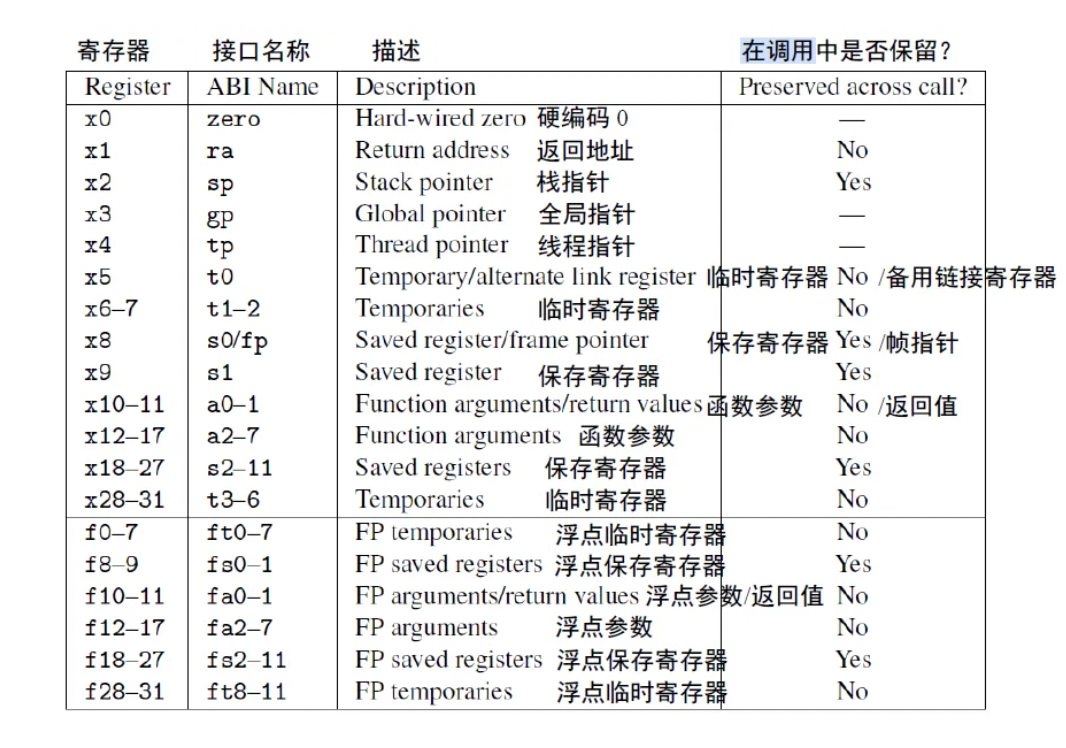 寄存器 接口名称 描述 在调用中是否保留？
Register ABI Name Description Preserved across call?
x0 zero Hard-wired zero 硬编码 0 —
x1 ra Return address 返回地址 No
x2 sp Stack pointer 栈指针 Yes
x3 gp Global pointer 全局指针 —
x4 tp Thread pointer 线程指针 —
x5 t0 Temporary/alternate link register 临时寄存器 No /备用链接寄存器
x6–7 t1–2 Temporaries 临时寄存器 No
x8 s0/fp Saved register/frame pointer 保存寄存器 Yes /帧指针
x9 s1 Saved register 保存寄存器 Yes
x10–11 a0–1 Function arguments/return values 函数参数 No /返回值
x12–17 a2–7 Function arguments 函数参数 No
x18–27 s2–11 Saved registers 保存寄存器 Yes
x28–31 t3–6 Temporaries 临时寄存器 No
f0–7 ft0–7 FP temporaries 浮点临时寄存器 No
f8–9 fs0–1 FP saved registers 浮点保存寄存器 Yes
f10–11 fa0–1 FP arguments/return values 浮点参数/返回值 No
f12–17 fa2–7 FP arguments 浮点参数 No
f18–27 fs2–11 FP saved registers 浮点保存寄存器 Yes
f28–31 ft8–11 FP temporaries 浮点临时寄存器 No